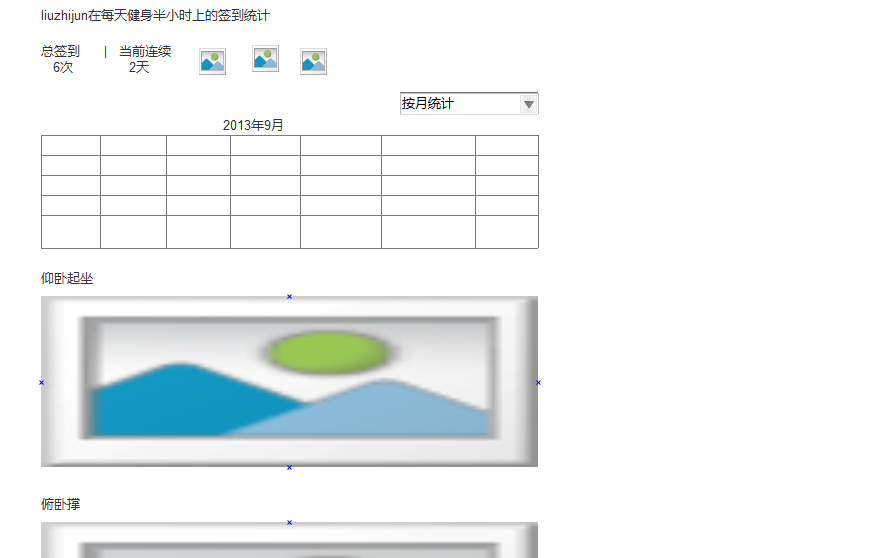 liuzhijun在每天健身半小时上的签到统计
总签到 | 当前连续
6次 2天
按月统计
2013年9月
仰卧起坐
俯卧撑